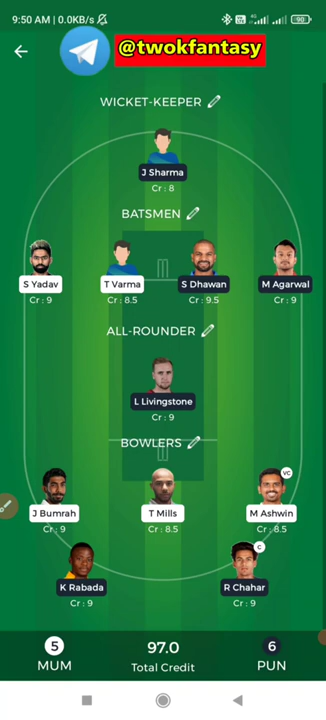 9:50 AM | 0.0KB/s
4G
90
@twokfantasy
WICKET-KEEPER
J Sharma
Cr : 8
BATSMEN
S Yadav T Varma S Dhawan M Agarwal
Cr : 9 Cr : 8.5 Cr : 9.5 Cr : 9
ALL-ROUNDER
L Livingstone
Cr : 9
BOWLERS
VC
J Bumrah T Mills M Ashwin
Cr : 9 Cr : 8.5 Cr : 8.5
C
K Rabada R Chahar
Cr : 9 Cr : 9
5 97.0 6
MUM Total Credit PUN